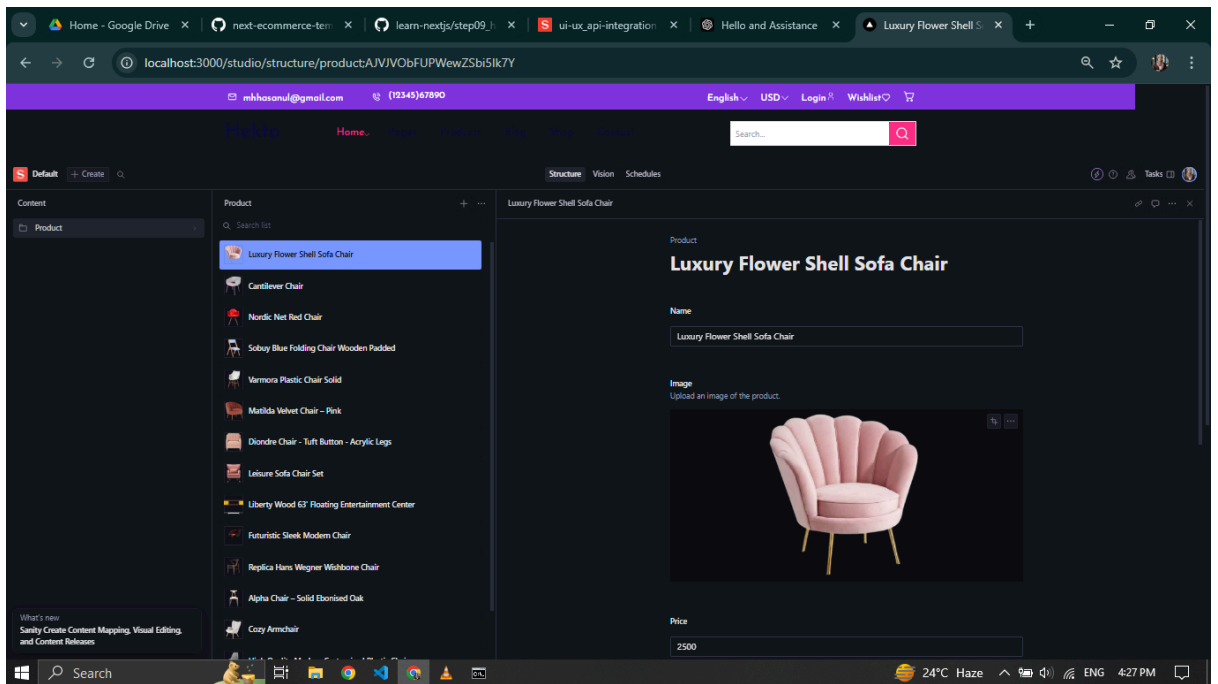 Home - Google Drive
next-ecommerce-tem
learn-nextjs/step09_h
ui-ux_api-integration
Hello and Assistance
Luxury Flower Shell S
localhost:3000/studio/structure/product;AJVJVObFUPWewZSbi5Ik7Y
mhhasanul@gmail.com (12345)67890 English USD Login Wishlist
Hekto Home Search...
S Default + Create Structure Vision Schedules Tasks
Content
Product
Product
Search list
Luxury Flower Shell Sofa Chair
Cantilever Chair
Nordic Net Red Chair
Sobuy Blue Folding Chair Wooden Padded
Varmora Plastic Chair Solid
Matilda Velvet Chair – Pink
Diondre Chair - Tuft Button - Acrylic Legs
Leisure Sofa Chair Set
Liberty Wood 63' Floating Entertainment Center
Futuristic Sleek Modern Chair
Replica Hans Wegner Wishbone Chair
Alpha Chair – Solid Ebonised Oak
Cozy Armchair
Luxury Flower Shell Sofa Chair
Product
Luxury Flower Shell Sofa Chair
Name
Luxury Flower Shell Sofa Chair
Image
Upload an image of the product.
Price
2500
What's new
Sanity Create Content Mapping, Visual Editing,
and Content Releases
Search 24°C Haze ENG 4:27 PM